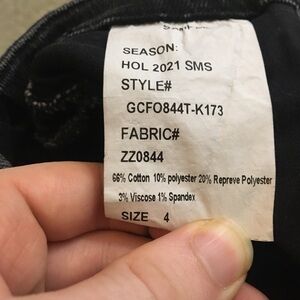 SEASON:
HOL 2021 SMS
STYLE#
GCFO844T-K173
FABRIC#
ZZ0844
66% Cotton 10% polyester 20% Repreve Polyester
3% Viscose 1% Spandex
SIZE 4